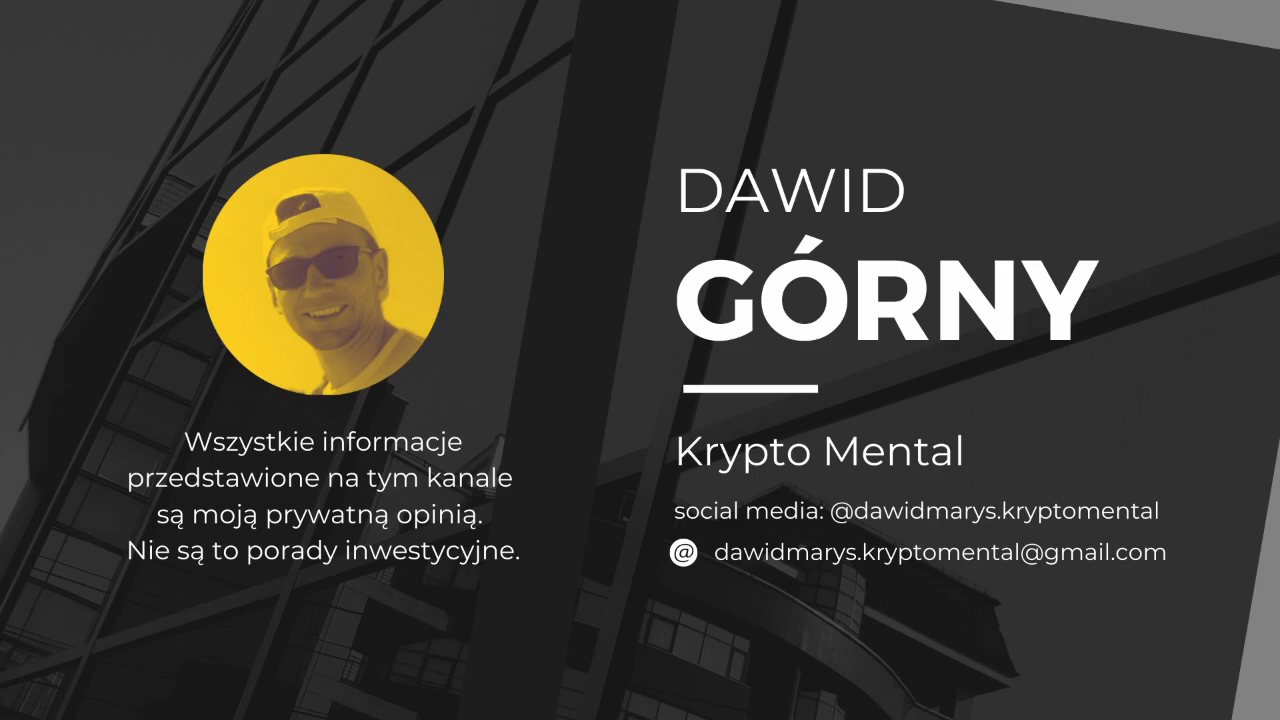 Wszystkie informacje
przedstawione na tym kanale
są moją prywatną opinią.
Nie są to porady inwestycyjne.
DAWID
GÓRNY
Krypto Mental
social media: @dawidmarys.kryptomental
@ dawidmarys.kryptomental@gmail.com